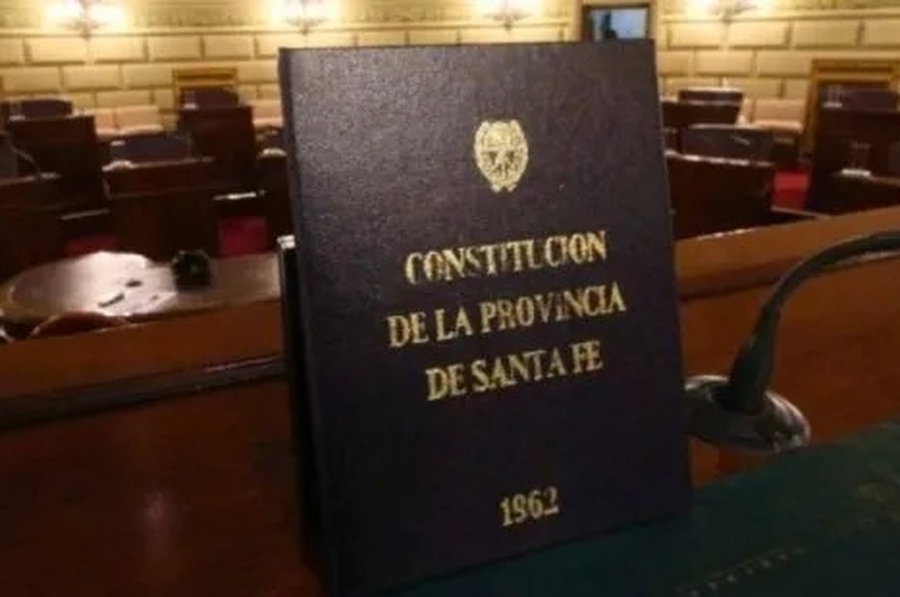 CONSTITUCION
DE LA PROVINCIA
DE SANTA FE
1962